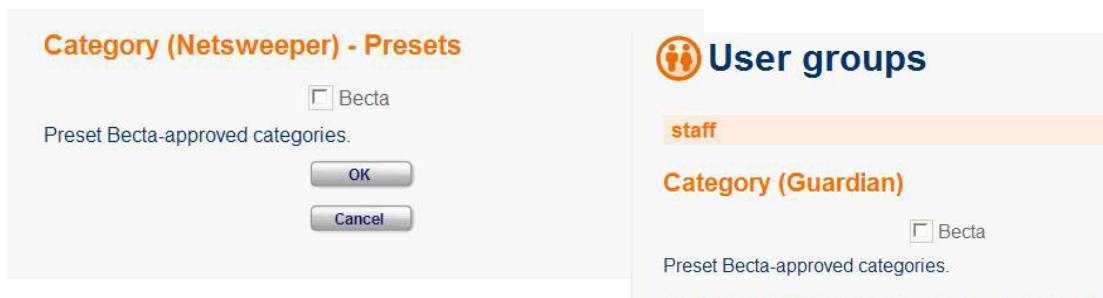 Category (Netsweeper) - Presets
Becta
Preset Becta-approved categories.
OK
Cancel
User groups
staff
Category (Guardian)
Becta
Preset Becta-approved categories.